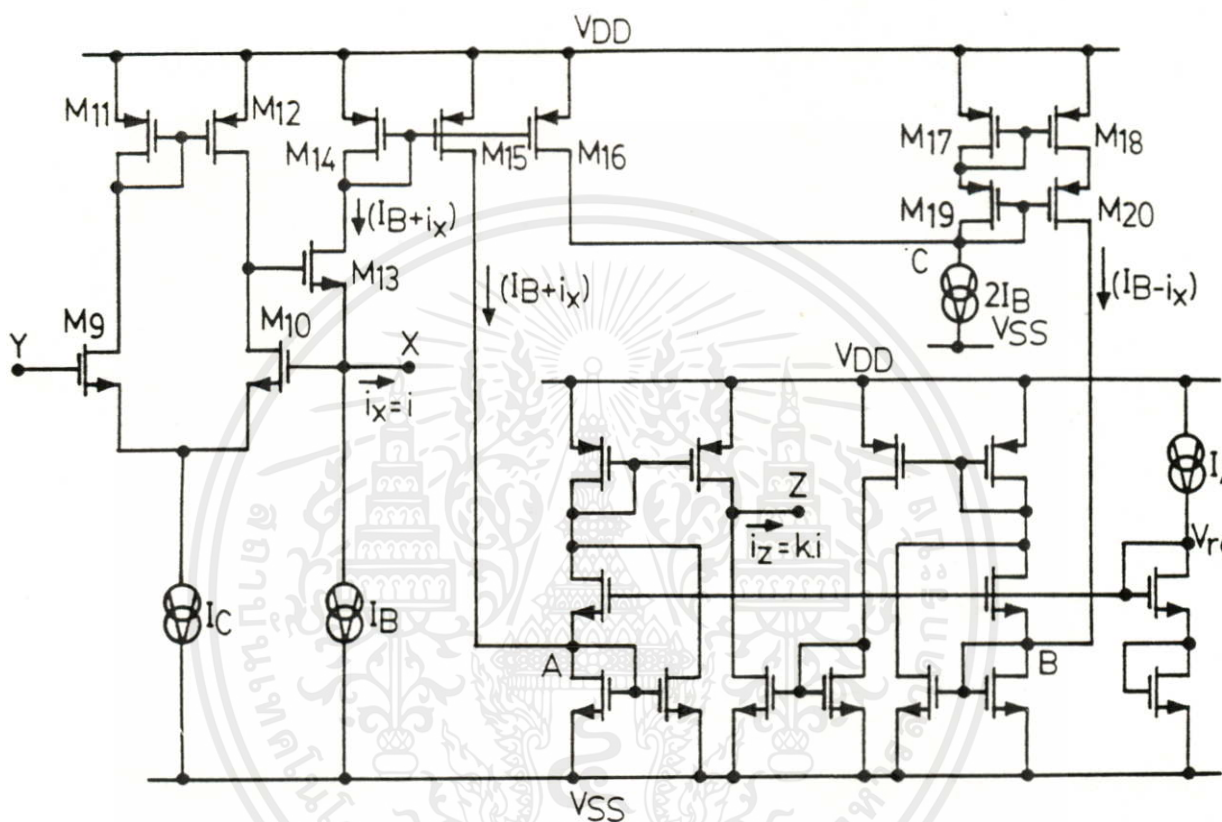 VDD
M11
M12
M14
M15
M16
M17
M18
M19
M20
(IB+ix)
M13
C
2IB
VSS
(IB-ix)
(IB+ix)
M9
M10
Y
X
ix=i
VDD
Z
iz=k.i
IC
IB
A
B
VSS